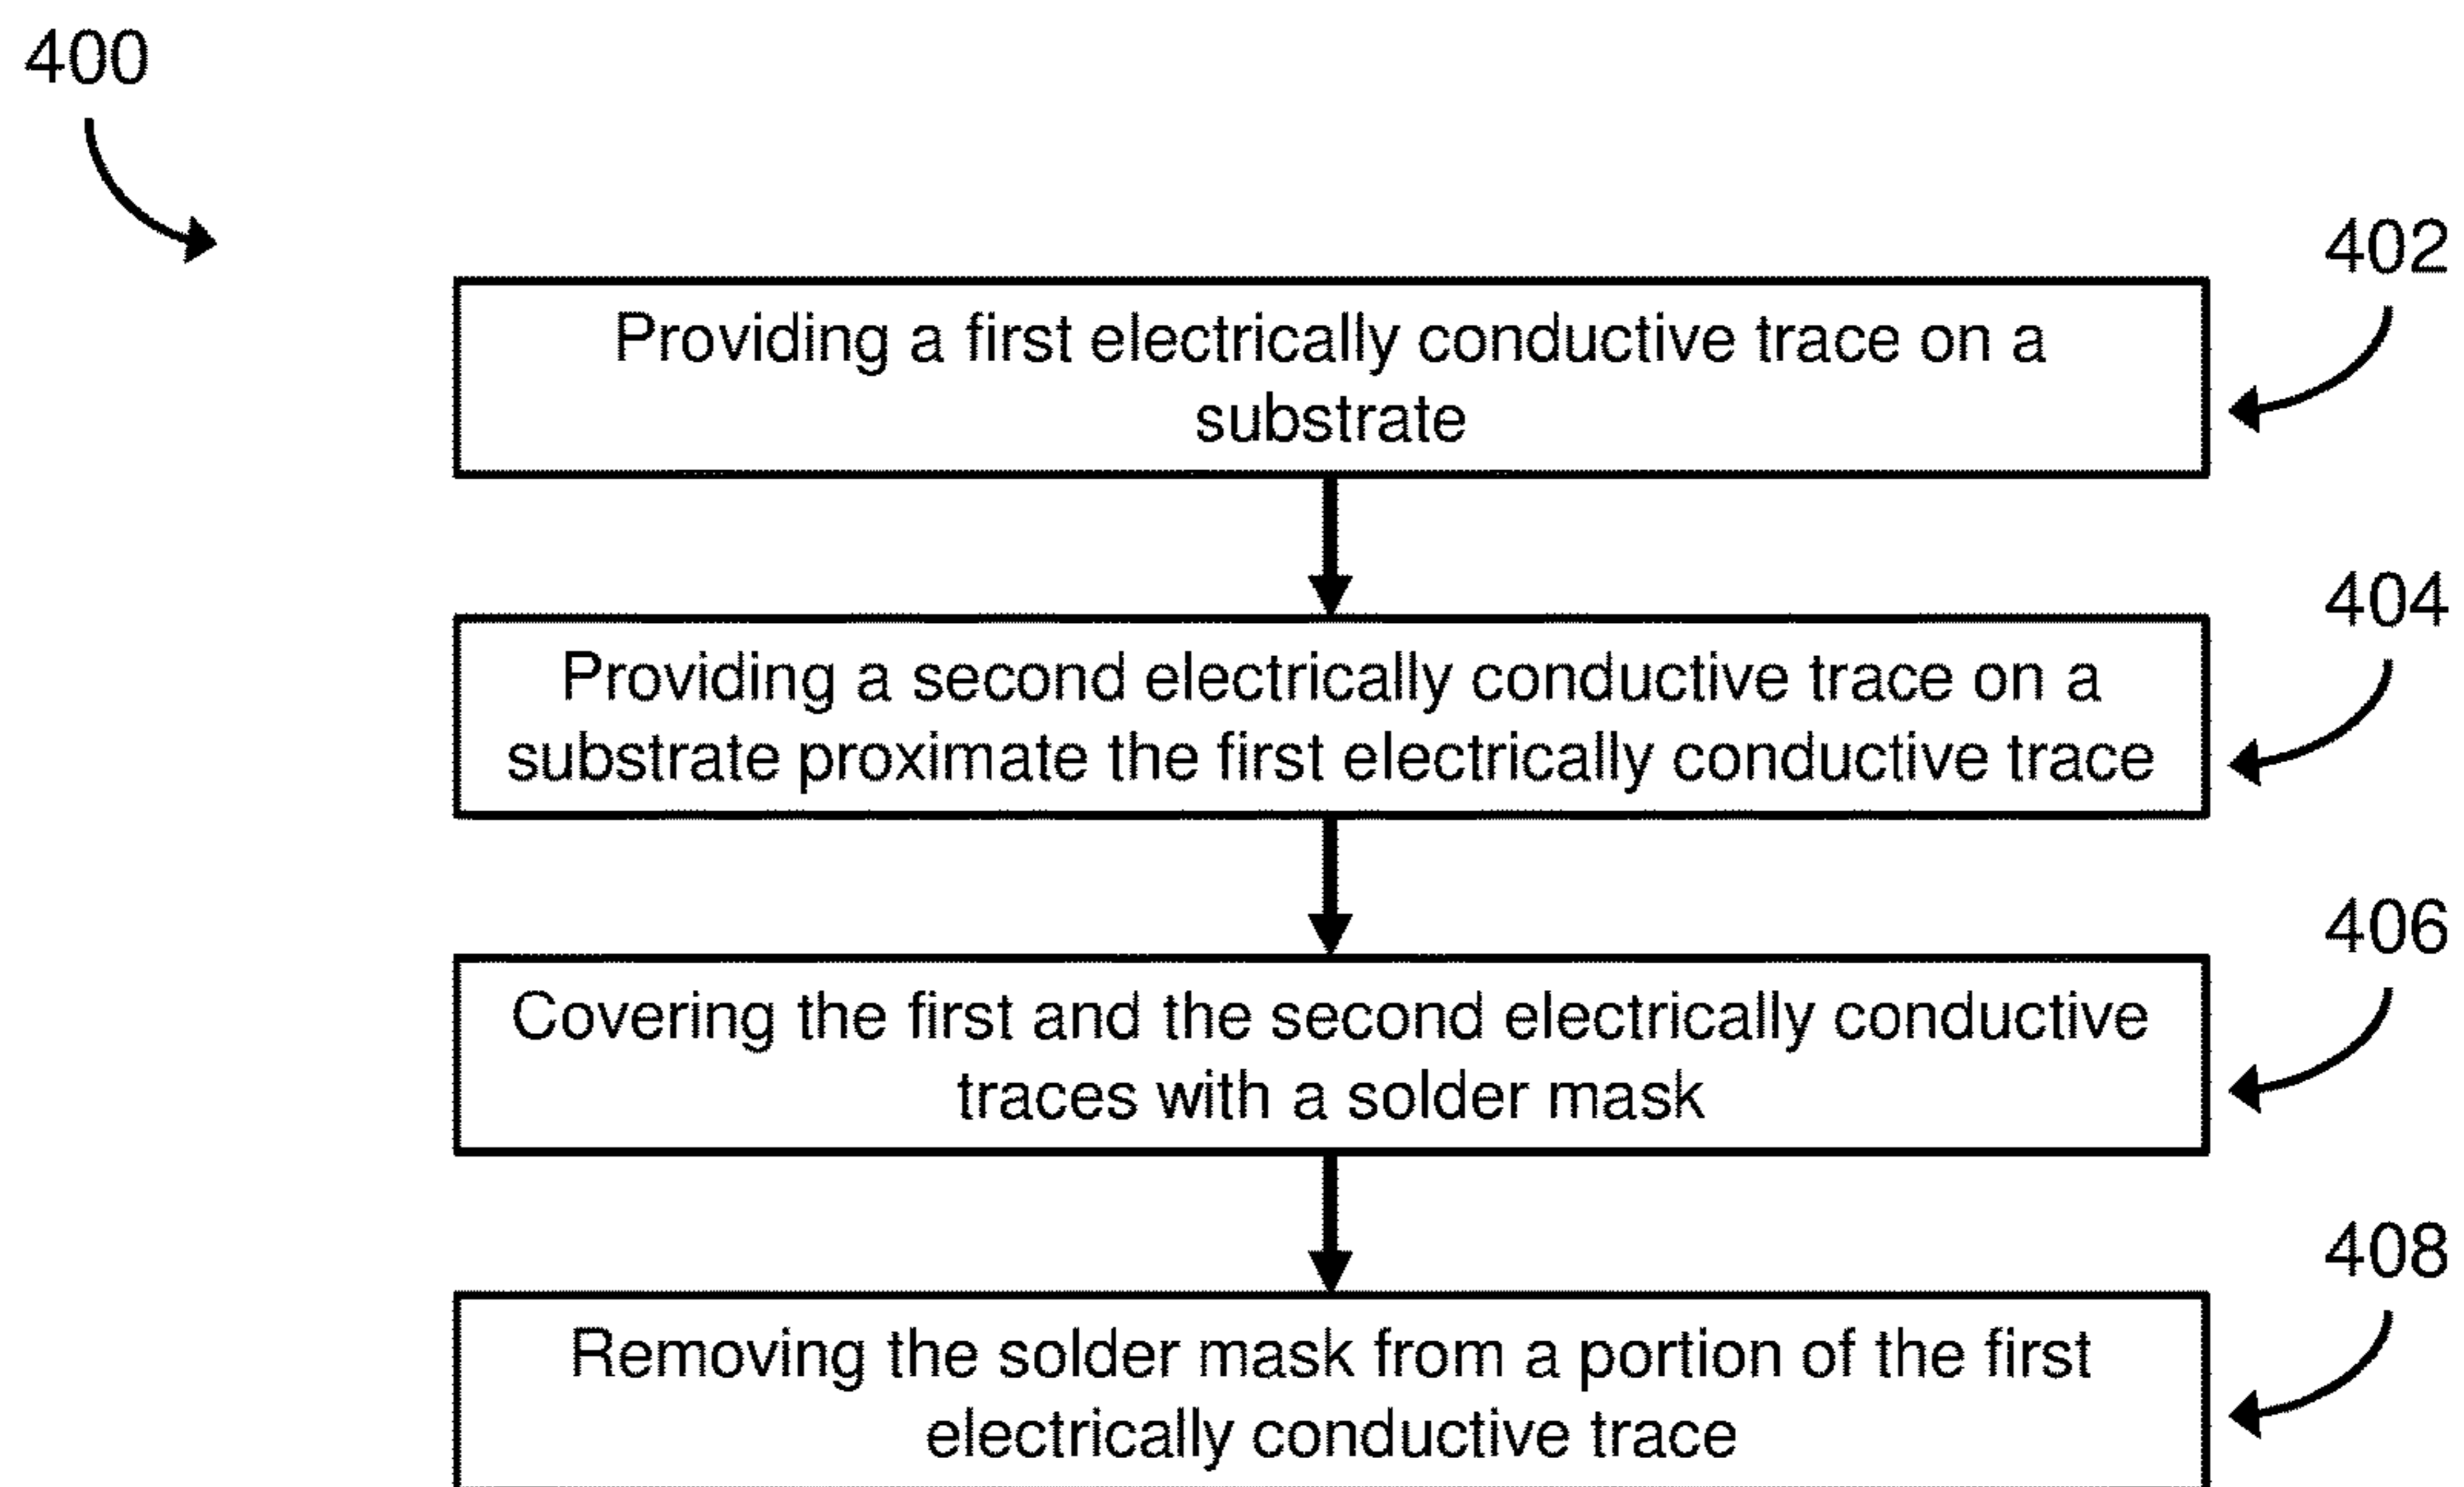 400
402
Providing a first electrically conductive trace on a
substrate
404
Providing a second electrically conductive trace on a
substrate proximate the first electrically conductive trace
406
Covering the first and the second electrically conductive
traces with a solder mask
408
Removing the solder mask from a portion of the first
electrically conductive trace